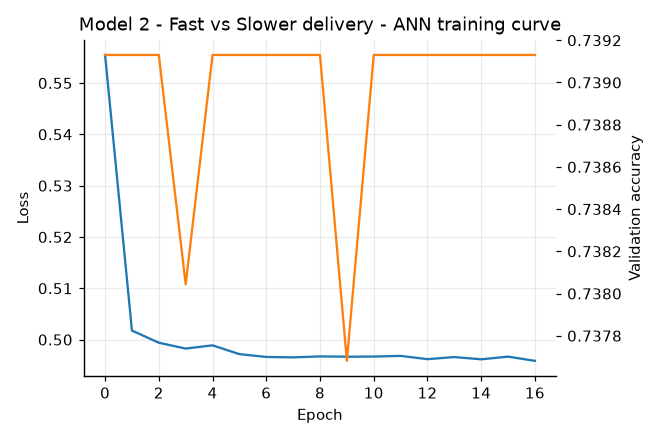 Model 2 - Fast vs Slower delivery - ANN training curve
0.55
0.54
0.53
0.52
0.51
0.50
Loss
0 2 4 6 8 10 12 14 16
Epoch
0.7392
0.7390
0.7388
0.7386
0.7384
0.7382
0.7380
0.7378
Validation accuracy